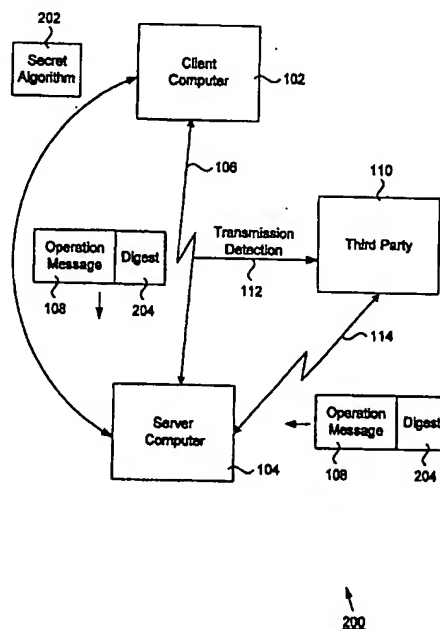 202
Secret
Algorithm
Client
Computer
102
106
110
Third Party
Transmission
Detection
112
Operation
Message
Digest
108
204
114
Server
Computer
104
Operation
Message
Digest
108
204
200